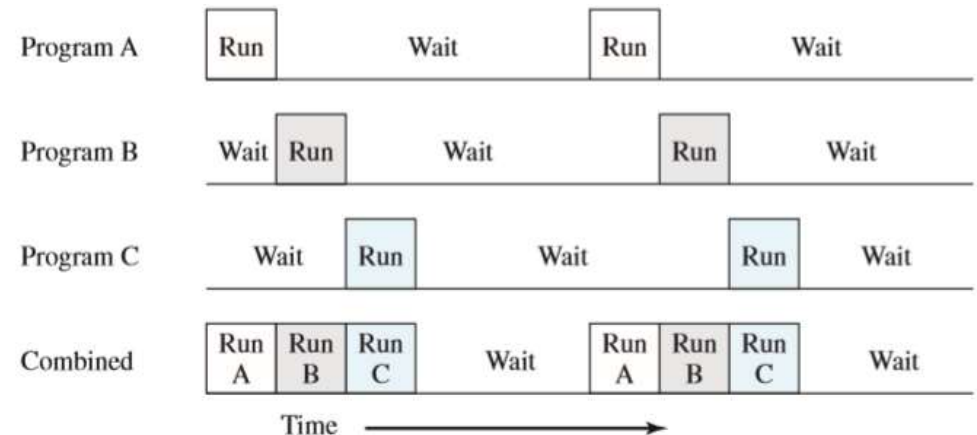 Program A Run Wait Run Wait
Program B Wait Run Wait Run Wait
Program C Wait Run Wait Run Wait
Combined Run A Run B Run C Wait Run A Run B Run C Wait
Time